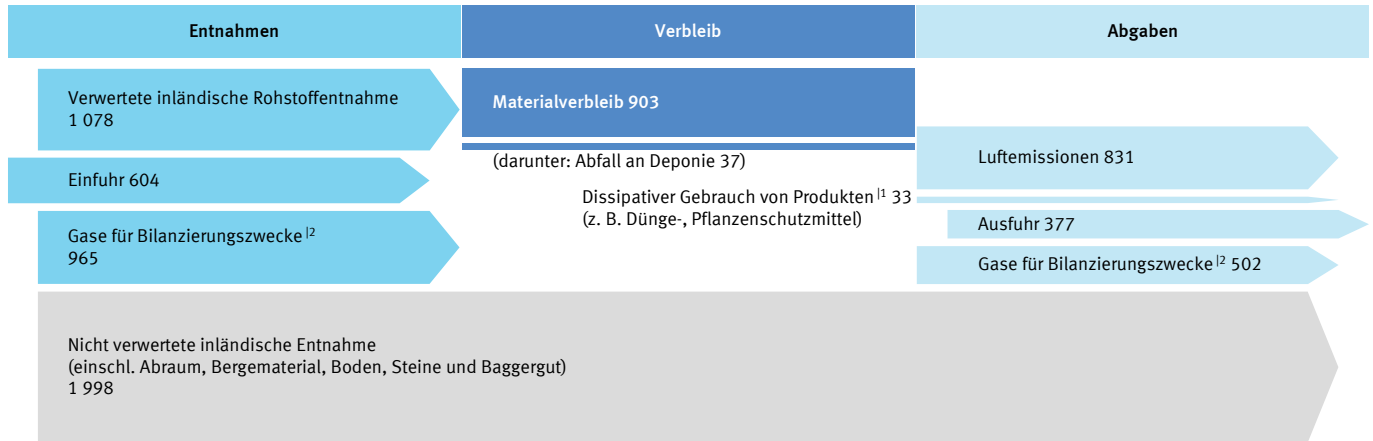 Entnahmen
Verbleib
Abgaben
Verwertete inländische Rohstoffentnahme
1 078
Einfuhr 604
Gase für Bilanzierungszwecke |2
965
Materialverbleib 903
(darunter: Abfall an Deponie 37)
Dissipativer Gebrauch von Produkten |1 33
(z. B. Dünge-, Pflanzenschutzmittel)
Luftemissionen 831
Ausfuhr 377
Gase für Bilanzierungszwecke |2 502
Nicht verwertete inländische Entnahme
(einschl. Abraum, Bergematerial, Boden, Steine und Baggergut)
1 998